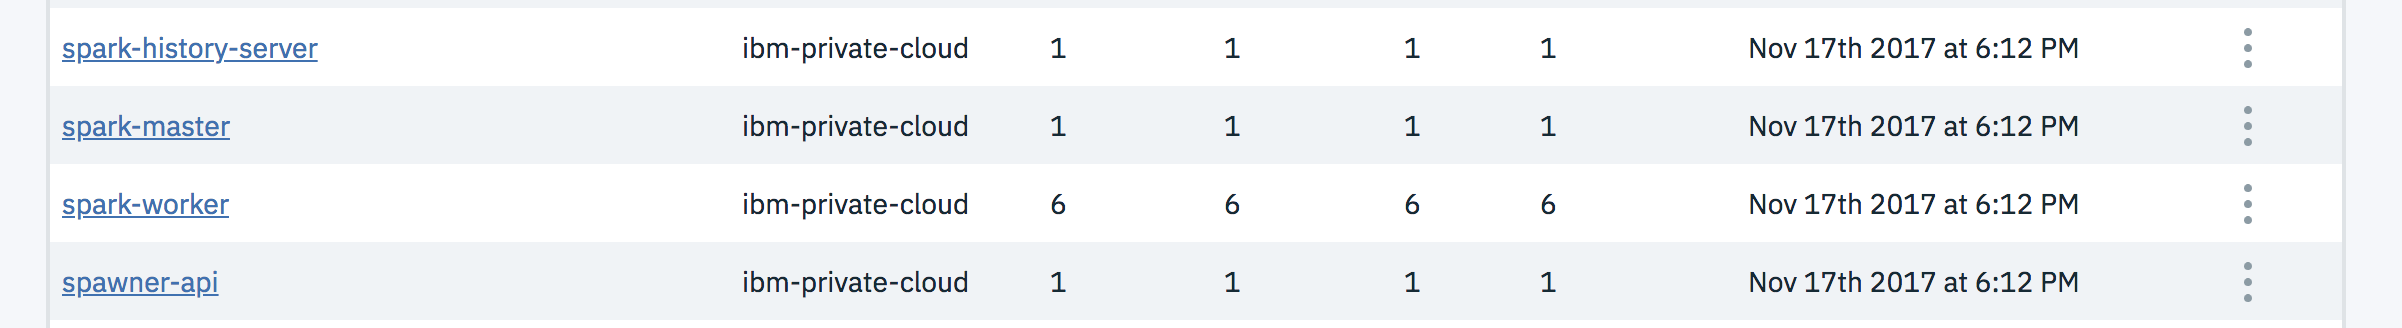 spark-history-server ibm-private-cloud 1 1 1 1 Nov 17th 2017 at 6:12 PM
spark-master ibm-private-cloud 1 1 1 1 Nov 17th 2017 at 6:12 PM
spark-worker ibm-private-cloud 6 6 6 6 Nov 17th 2017 at 6:12 PM
spawner-api ibm-private-cloud 1 1 1 1 Nov 17th 2017 at 6:12 PM